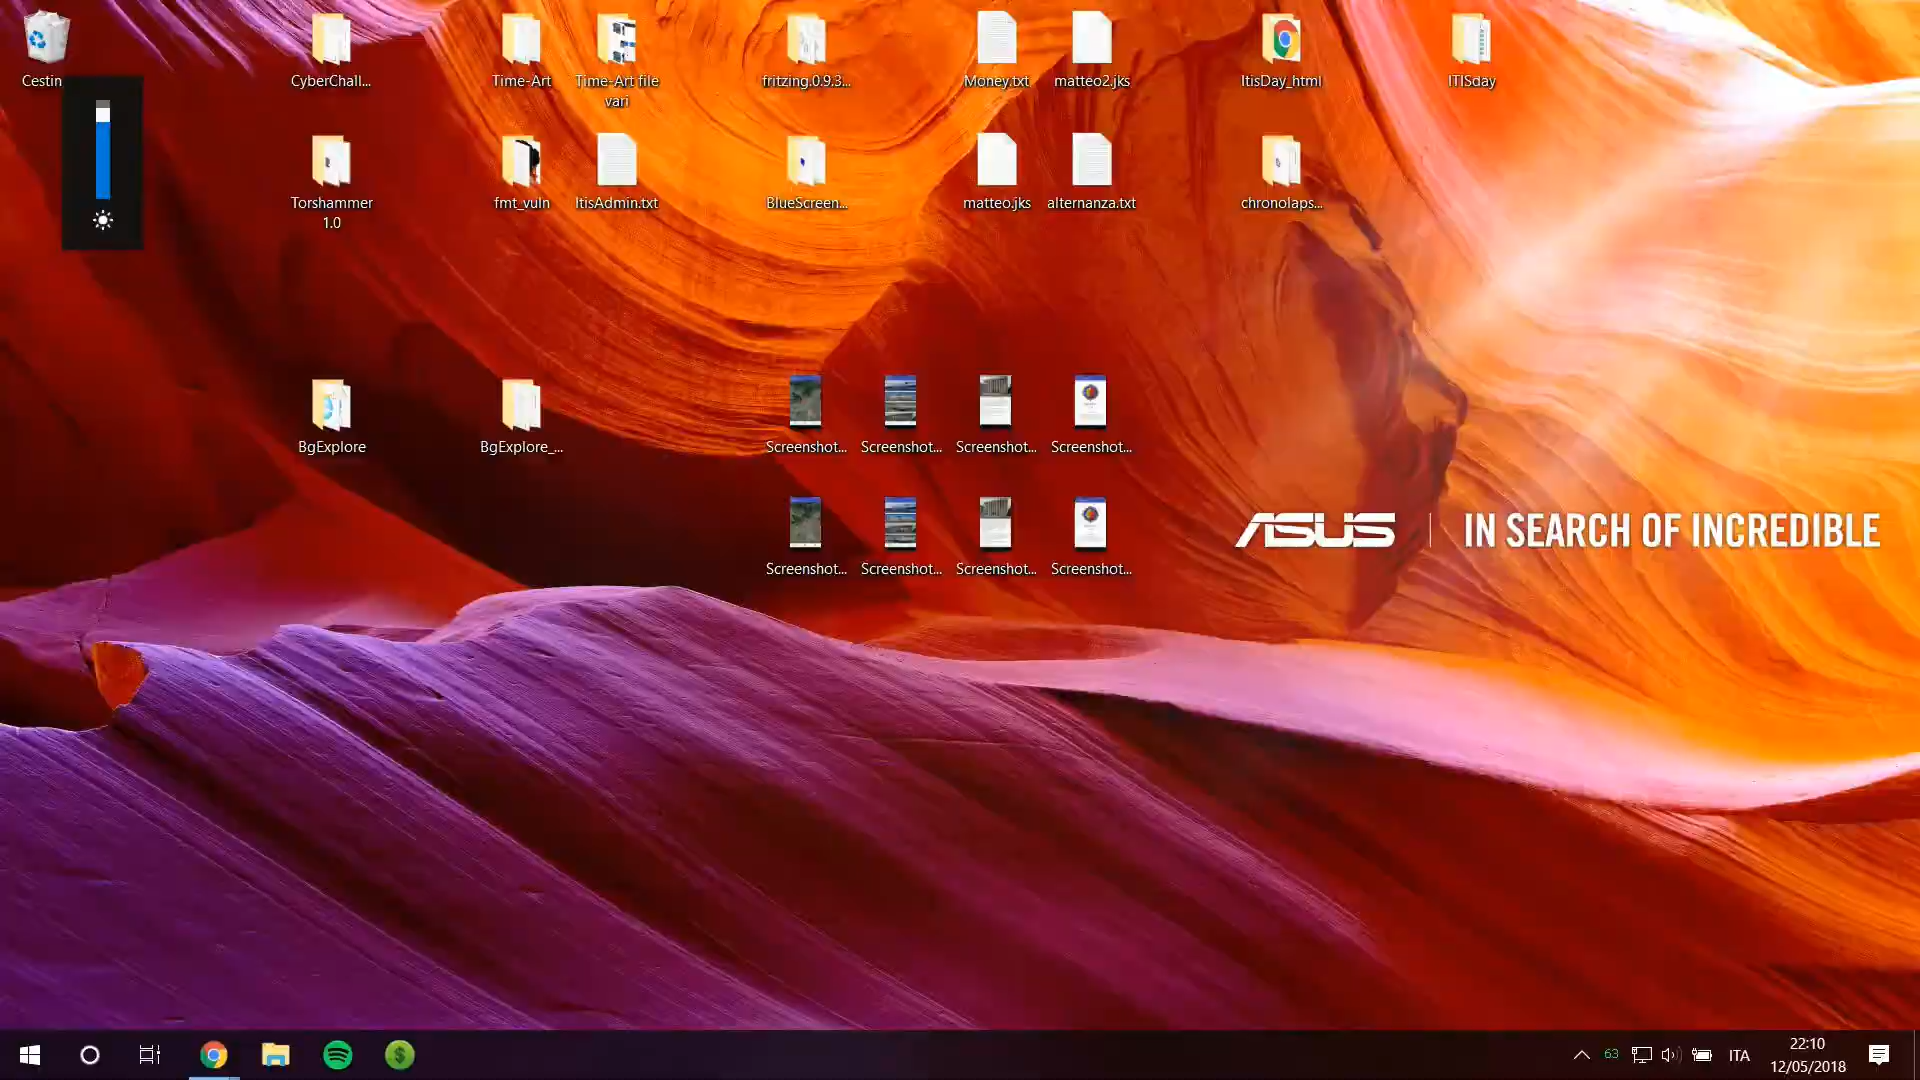 Cestin
CyberChall...
Time-Art
Time-Art file
vari
fritzing.0.9.3...
Money.txt
matteo2.jks
ItisDay_html
ITISday
Torshammer
1.0
fmt_vuln
ItisAdmin.txt
BlueScreen...
matteo.jks
alternanza.txt
chronolaps...
BgExplore
BgExplore_...
Screenshot...
Screenshot...
Screenshot...
Screenshot...
Screenshot...
Screenshot...
Screenshot...
Screenshot...
ASUS
IN SEARCH OF INCREDIBLE
63
ITA
22:10
12/05/2018